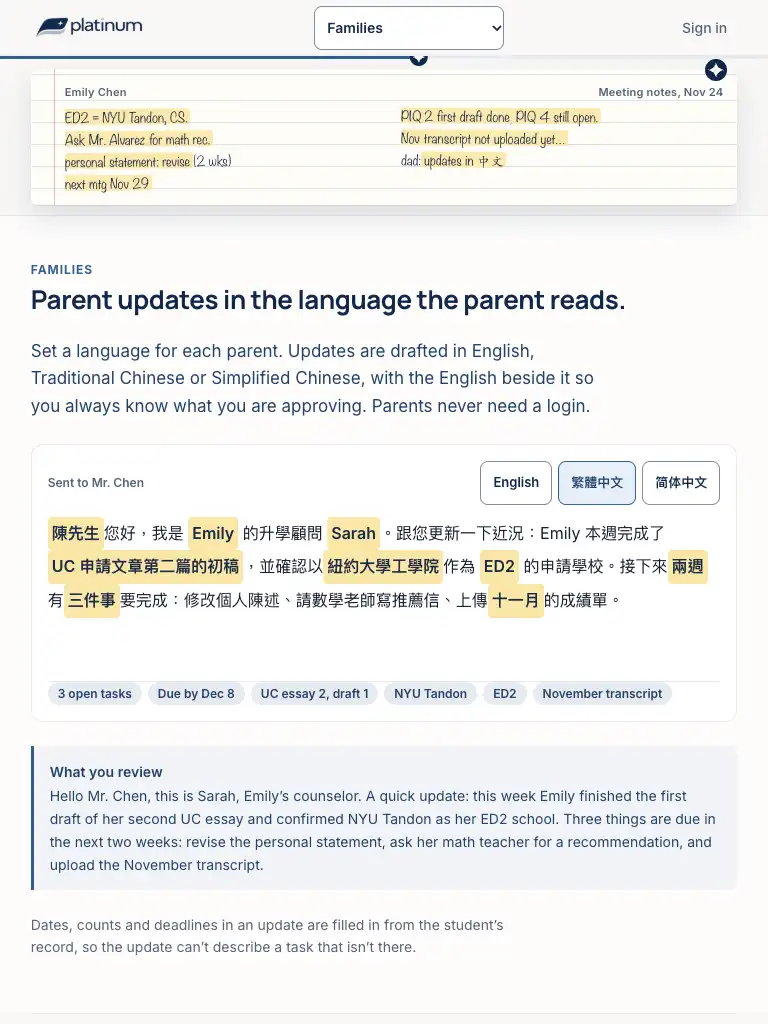 platinum
Families
Sign in
Emily Chen
Meeting notes, Nov 24
ED2 = NYU Tandon, CS.
Ask Mr. Alvarez for math rec.
personal statement: revise (2 wks)
next mtg Nov 29
PIQ 2 first draft done, PIQ 4 still open.
Nov transcript not uploaded yet...
dad: updates in 中文
FAMILIES
Parent updates in the language the parent reads.
Set a language for each parent. Updates are drafted in English,
Traditional Chinese or Simplified Chinese, with the English beside it so
you always know what you are approving. Parents never need a login.
Sent to Mr. Chen
English
繁體中文
简体中文
陳先生您好，我是 Emily 的升學顧問 Sarah。跟您更新一下近況：Emily 本週完成了
UC 申請文章第二篇的初稿，並確認以紐約大學工學院作為 ED2 的申請學校。接下來兩週
有三件事要完成：修改個人陳述、請數學老師寫推薦信、上傳十一月的成績單。
3 open tasks
Due by Dec 8
UC essay 2, draft 1
NYU Tandon
ED2
November transcript
What you review
Hello Mr. Chen, this is Sarah, Emily’s counselor. A quick update: this week Emily finished the first
draft of her second UC essay and confirmed NYU Tandon as her ED2 school. Three things are due in
the next two weeks: revise the personal statement, ask her math teacher for a recommendation, and
upload the November transcript.
Dates, counts and deadlines in an update are filled in from the student’s
record, so the update can’t describe a task that isn’t there.